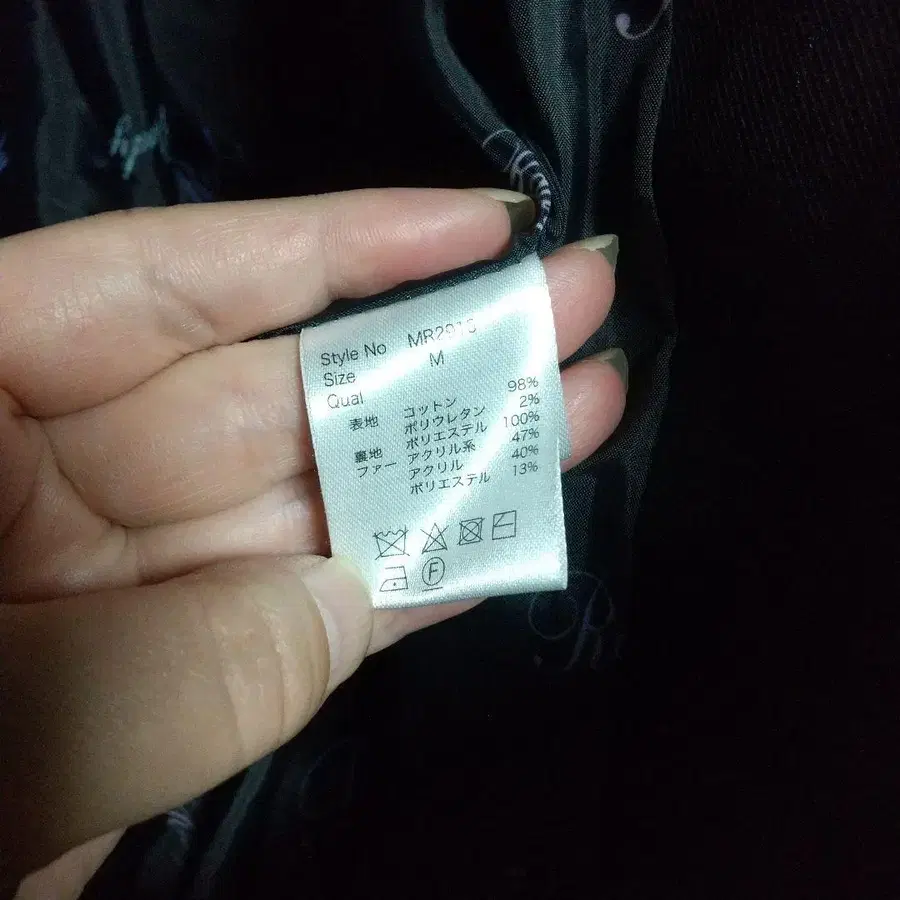 Style No MR2910
Size M
Qual
表地 コットン 98%
ポリウレタン 2%
裏地 ポリエステル 100%
ファー アクリル系 47%
アクリル 40%
ポリエステル 13%
F